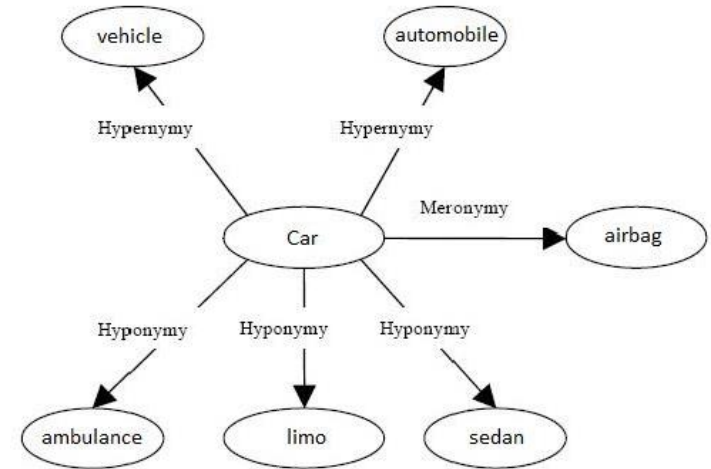 vehicle
automobile
Hypernymy
Hypernymy
Meronymy
Car
airbag
Hyponymy
Hyponymy
Hyponymy
ambulance
limo
sedan